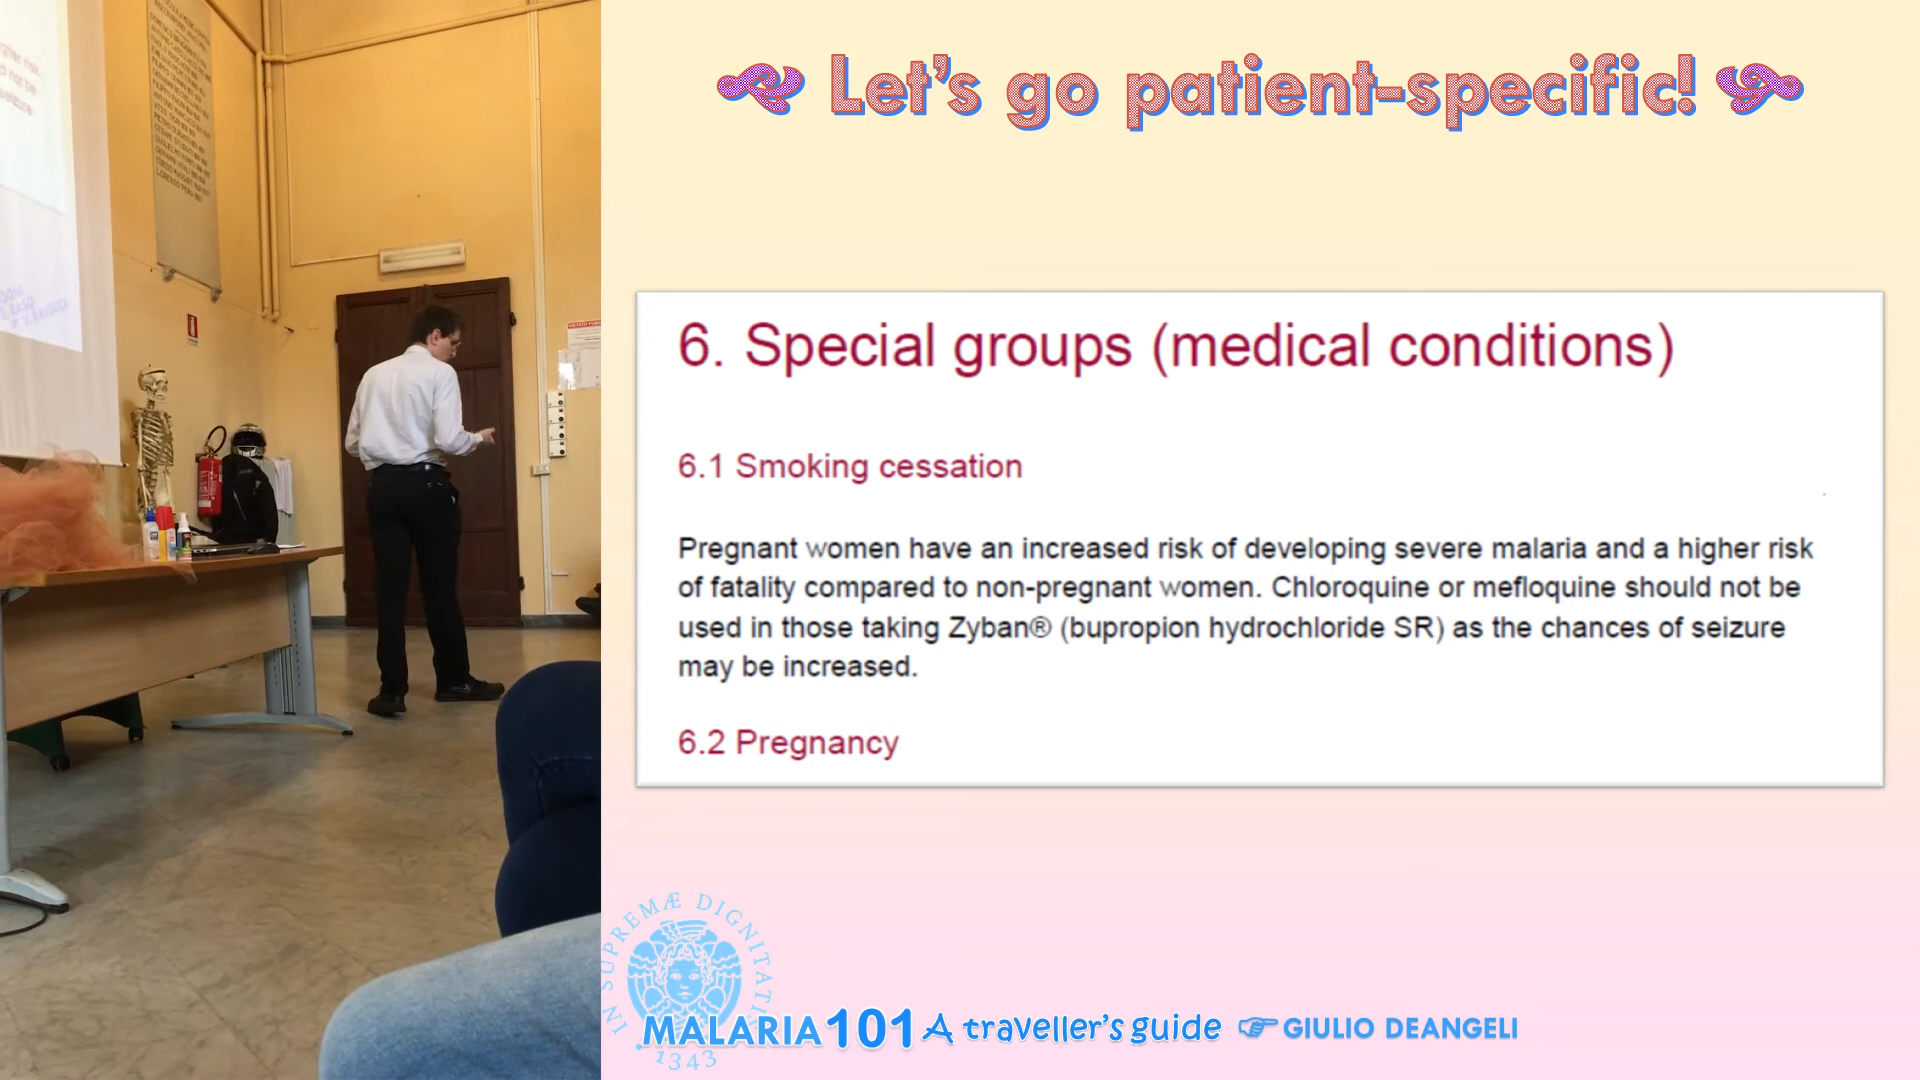 Let's go patient-specific!
6. Special groups (medical conditions)
6.1 Smoking cessation
Pregnant women have an increased risk of developing severe malaria and a higher risk
of fatality compared to non-pregnant women. Chloroquine or mefloquine should not be
used in those taking Zyban® (bupropion hydrochloride SR) as the chances of seizure
may be increased.
6.2 Pregnancy
IN SUPREMÆ DIGNITATI
1343
MALARIA101 A traveller's guide ☞ GIULIO DEANGELI